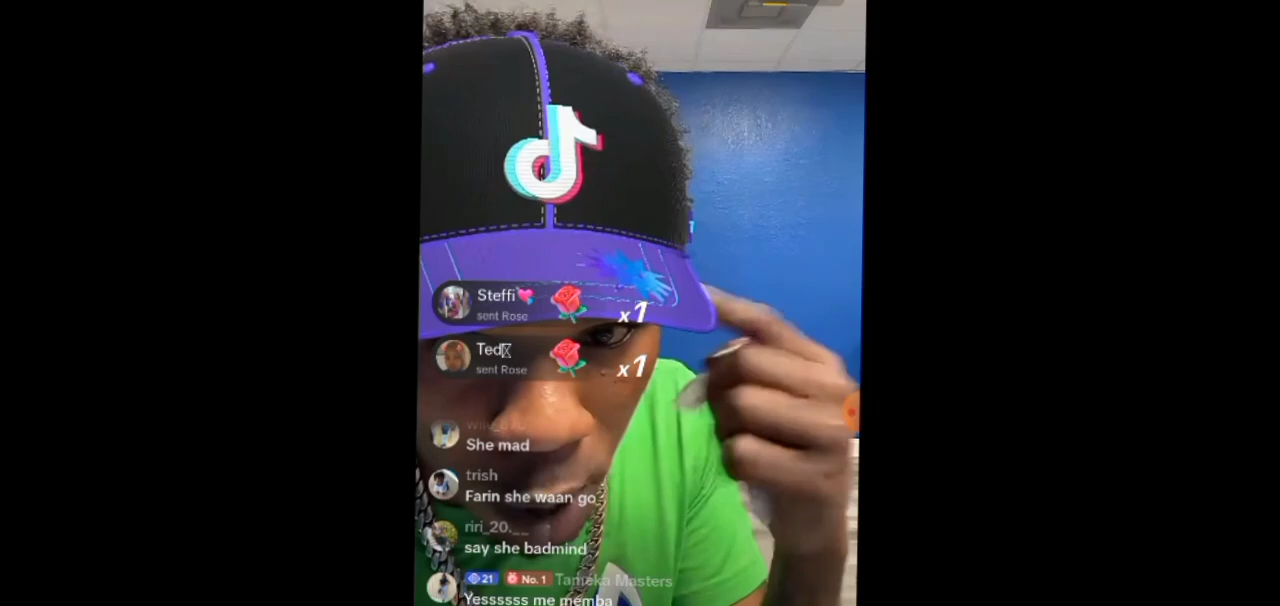 Steffi💘
sent Rose
x1
Ted
sent Rose
x1
She mad
trish
Farin she waan go
riri_20.__
say she badmind
21
No. 1
Tameka Masters
Yessssss me memba